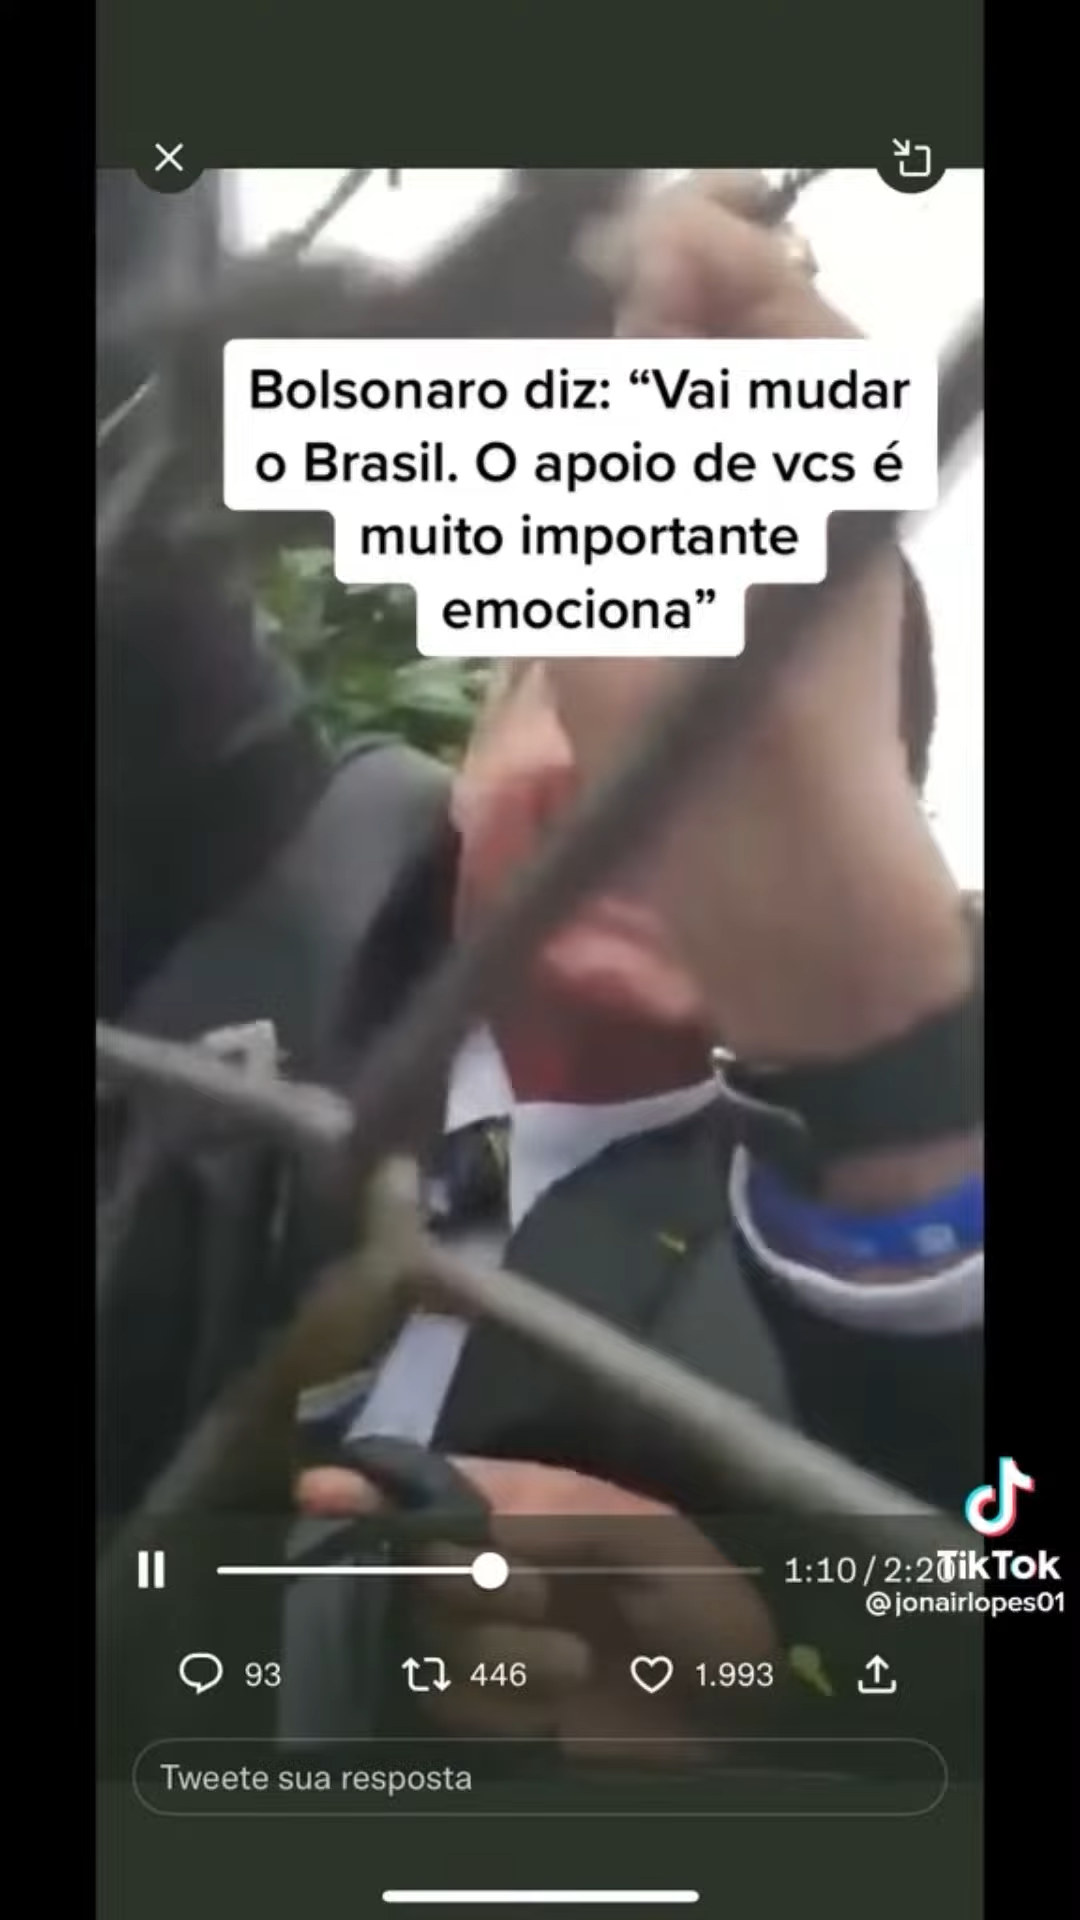 Bolsonaro diz: “Vai mudar
o Brasil. O apoio de vcs é
muito importante
emociona”
1:10 / 2:20
TikTok
@jonairlopes01
93
446
1.993
Tweete sua resposta